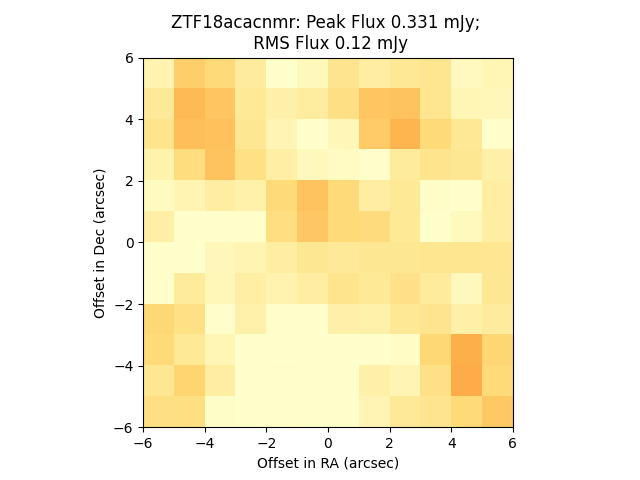 ZTF18acacnmr: Peak Flux 0.331 mJy;
RMS Flux 0.12 mJy
6
4
2
0
−2
−4
−6
Offset in Dec (arcsec)
−6 −4 −2 0 2 4 6
Offset in RA (arcsec)